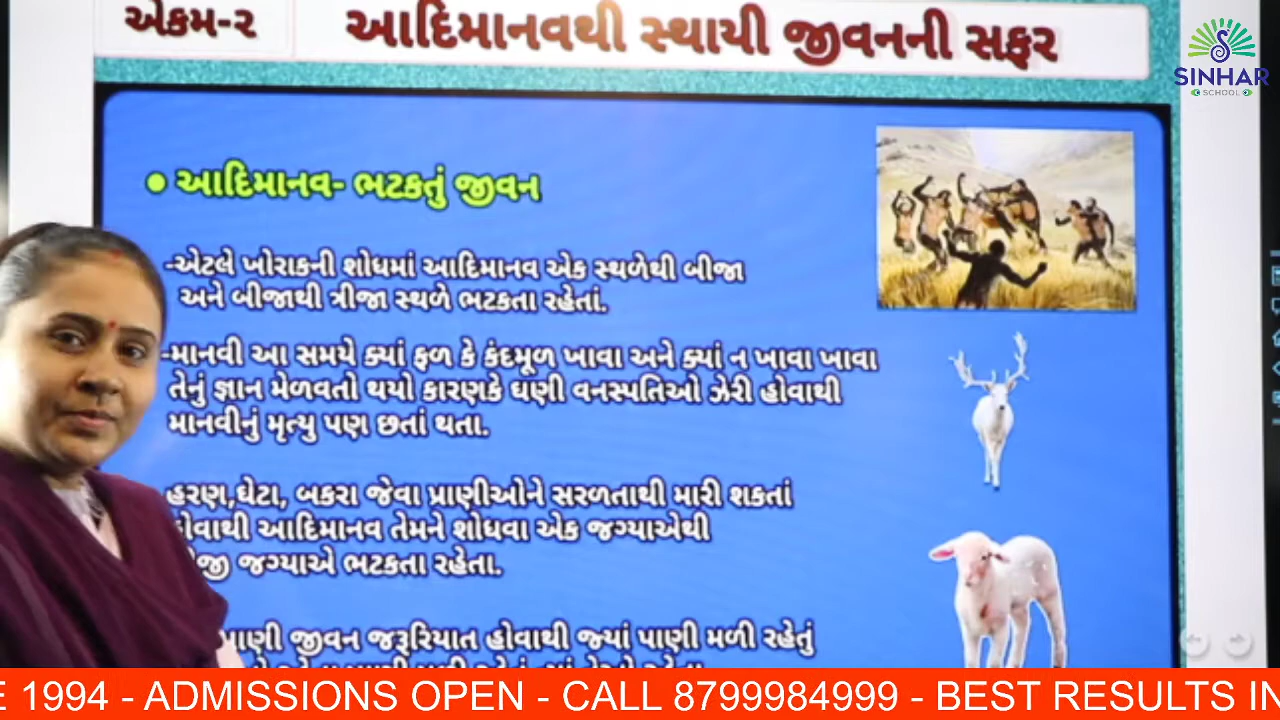 એકમ-૨
આદિમાનવથી સ્થાયી જીવનની સફર
SINHAR
SCHOOL
• આદિમાનવ- ભટકતું જીવન
-એટલે ખોરાકની શોધમાં આદિમાનવ એક સ્થળેથી બીજા
અને બીજાથી ત્રીજા સ્થળે ભટકતા રહેતાં.
-માનવી આ સમયે ક્યાં ફળ કે કંદમૂળ ખાવા અને ક્યાં ન ખાવા ખાવા
તેનું જ્ઞાન મેળવતો થયો કારણકે ઘણી વનસ્પતિઓ ઝેરી હોવાથી
માનવીનું મૃત્યુ પણ છતાં થતા.
હરણ,ઘેટા, બકરા જેવા પ્રાણીઓને સરળતાથી મારી શકતાં
હોવાથી આદિમાનવ તેમને શોધવા એક જગ્યાએથી
જગ્યાએ ભટકતા રહેતા.
પાણી જીવન જરૂરિયાત હોવાથી જ્યાં પાણી મળી રહેતું
1994 - ADMISSIONS OPEN - CALL 8799984999 - BEST RESULTS IN